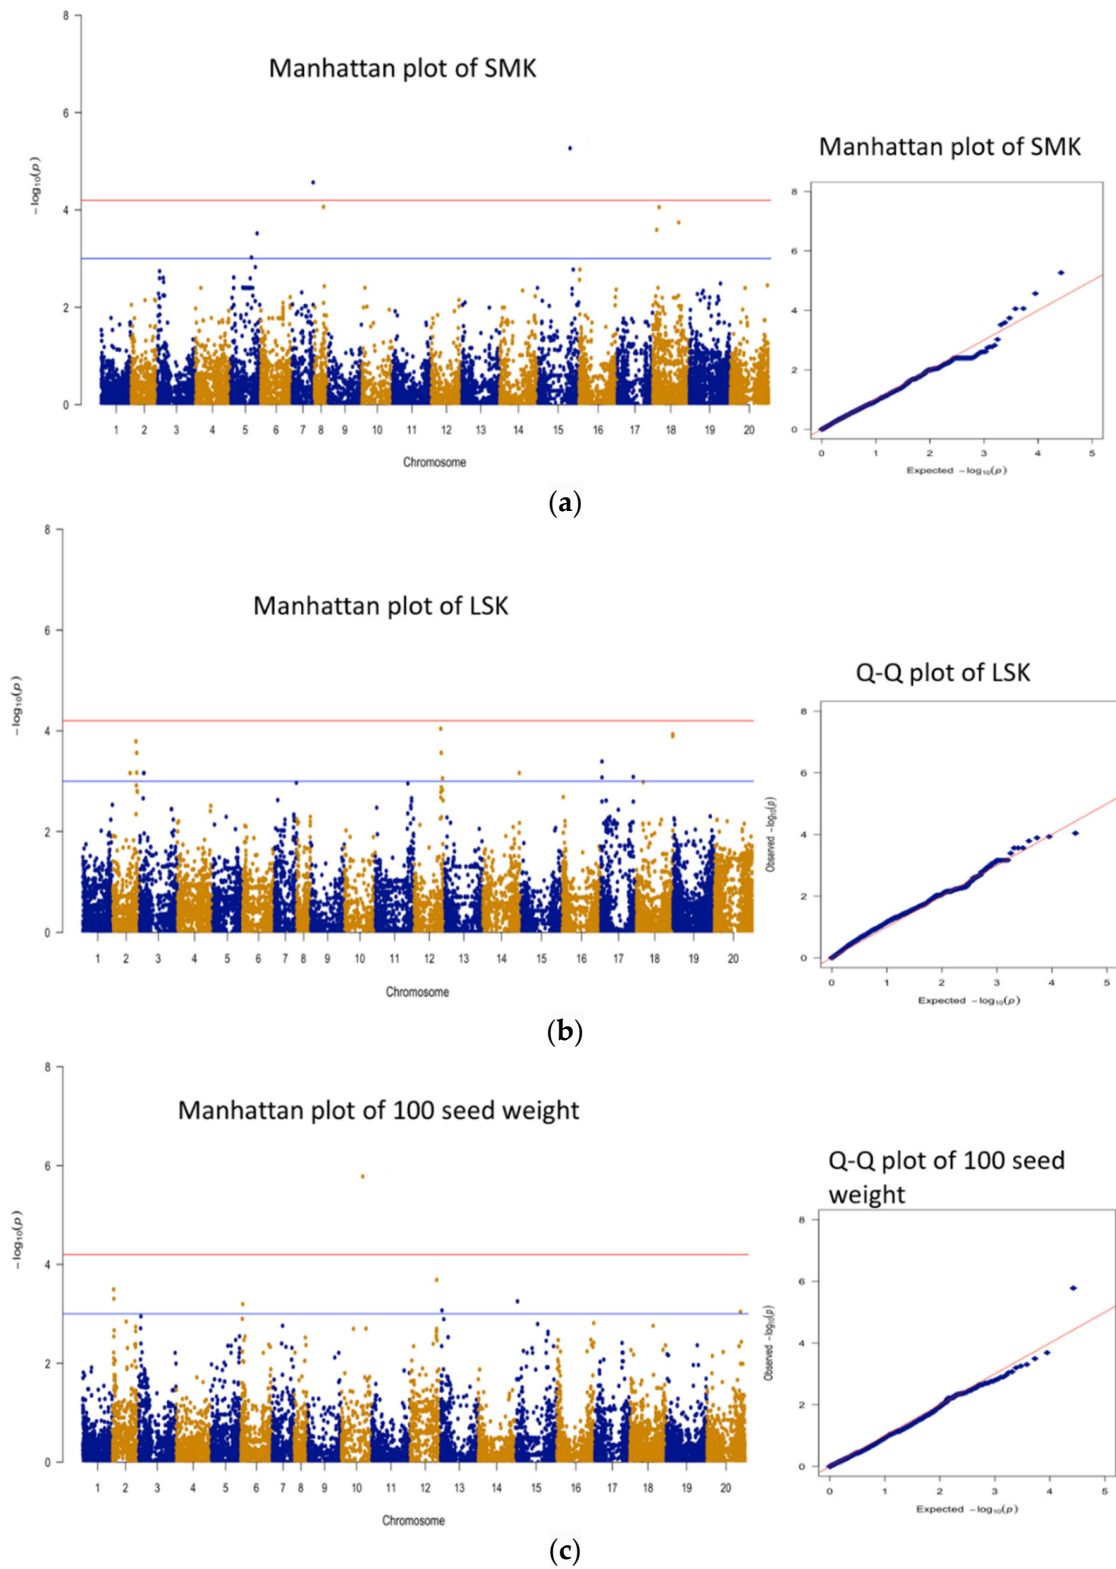 Manhattan plot of SMK
8
6
4
2
0
−log₁₀(p)
1 2 3 4 5 6 7 8 9 10 11 12 13 14 15 16 17 18 19 20
Chromosome
Manhattan plot of SMK
8
6
4
2
0
0 1 2 3 4 5
Expected −log₁₀(p)
(a)
Manhattan plot of LSK
8
6
4
2
0
−log₁₀(p)
1 2 3 4 5 6 7 8 9 10 11 12 13 14 15 16 17 18 19 20
Chromosome
Q-Q plot of LSK
Observed −log₁₀(p)
8
6
4
2
0
0 1 2 3 4 5
Expected −log₁₀(p)
(b)
Manhattan plot of 100 seed weight
8
6
4
2
0
−log₁₀(p)
1 2 3 4 5 6 7 8 9 10 11 12 13 14 15 16 17 18 19 20
Chromosome
Q-Q plot of 100 seed
weight
Observed −log₁₀(p)
8
6
4
2
0
0 1 2 3 4 5
Expected −log₁₀(p)
(c)